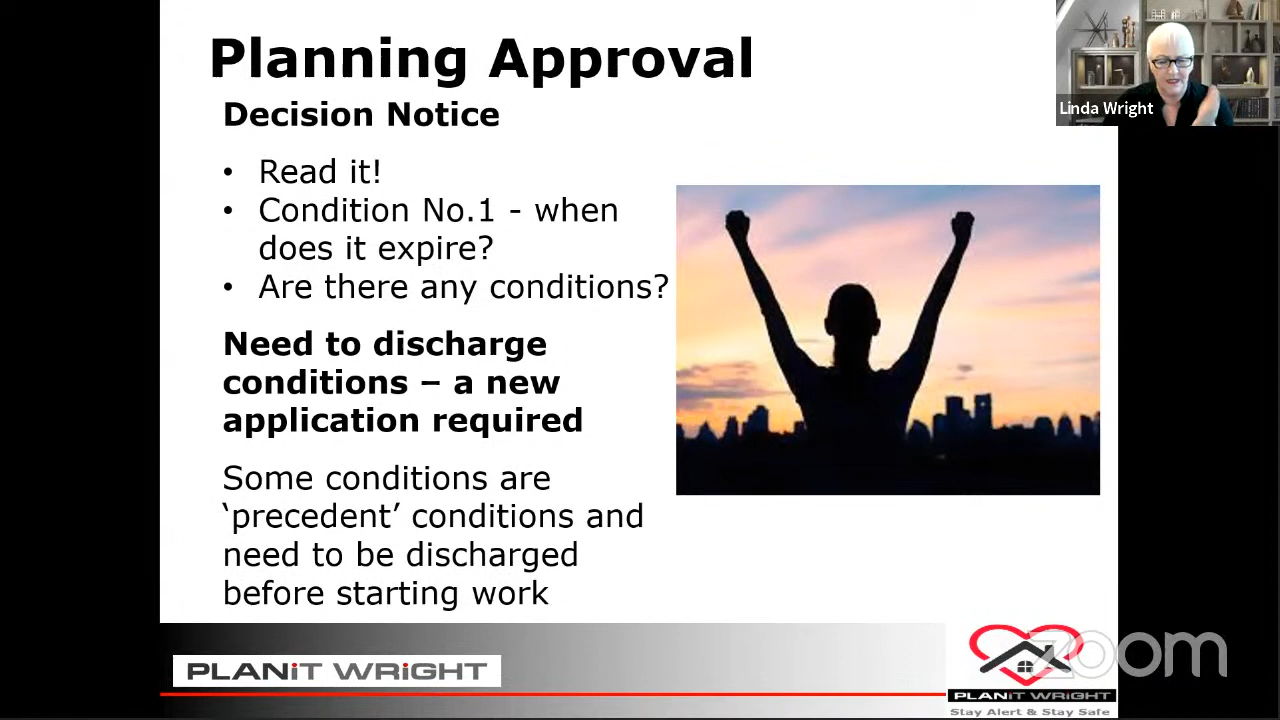 Planning Approval
Linda Wright
Decision Notice
• Read it!
• Condition No.1 - when
does it expire?
• Are there any conditions?
Need to discharge
conditions – a new
application required
Some conditions are
‘precedent’ conditions and
need to be discharged
before starting work
PLANiT WRiGHT
zoom
PLANiT WRiGHT
Stay Alert & Stay Safe